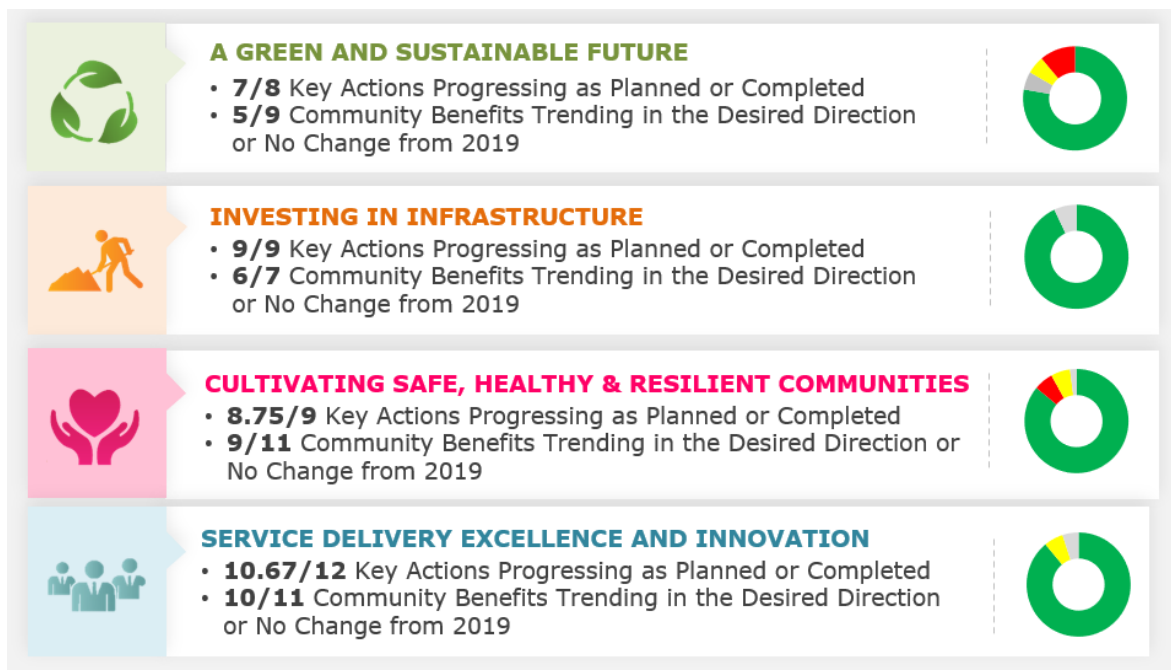 A GREEN AND SUSTAINABLE FUTURE
• 7/8 Key Actions Progressing as Planned or Completed
• 5/9 Community Benefits Trending in the Desired Direction
or No Change from 2019
INVESTING IN INFRASTRUCTURE
• 9/9 Key Actions Progressing as Planned or Completed
• 6/7 Community Benefits Trending in the Desired Direction
or No Change from 2019
CULTIVATING SAFE, HEALTHY & RESILIENT COMMUNITIES
• 8.75/9 Key Actions Progressing as Planned or Completed
• 9/11 Community Benefits Trending in the Desired Direction or
No Change from 2019
SERVICE DELIVERY EXCELLENCE AND INNOVATION
• 10.67/12 Key Actions Progressing as Planned or Completed
• 10/11 Community Benefits Trending in the Desired Direction
or No Change from 2019